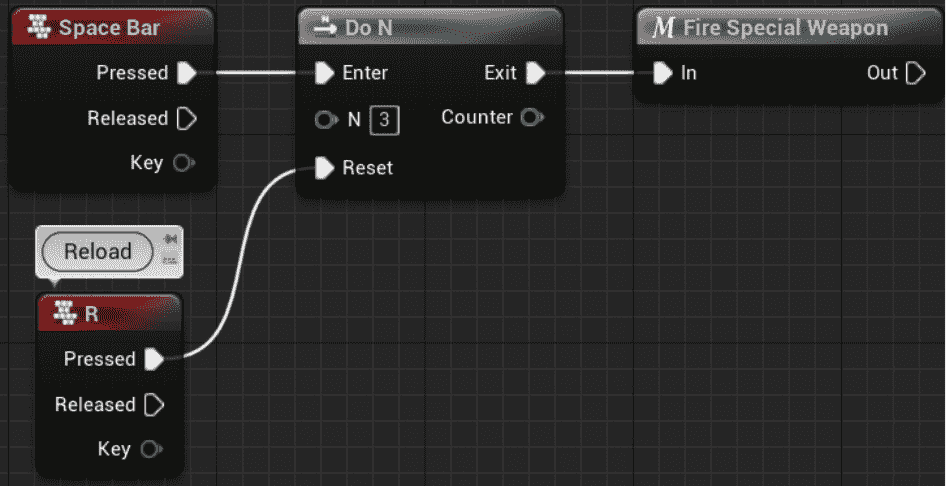 Space Bar
Pressed
Released
Key
Do N
Enter
Exit
N 3
Counter
Reset
M Fire Special Weapon
In
Out
Reload
R
Pressed
Released
Key